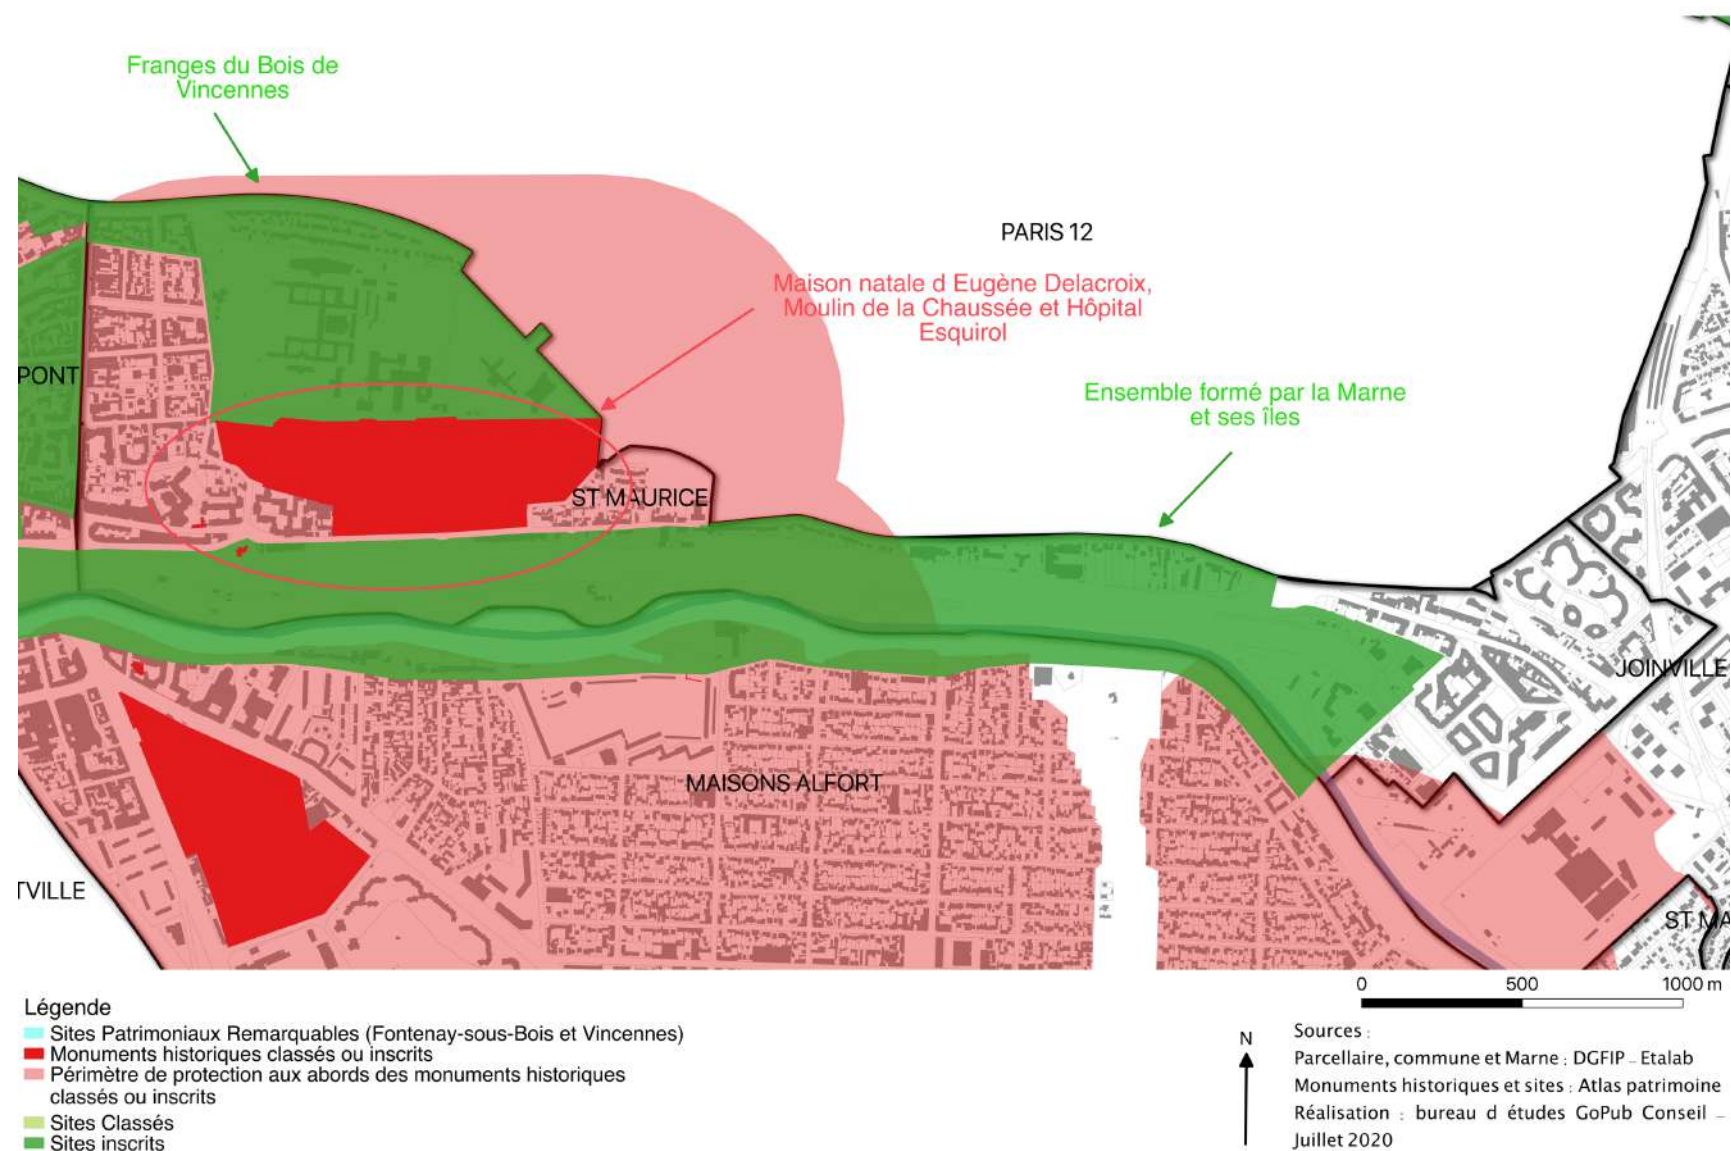 Franges du Bois de
Vincennes
PARIS 12
Maison natale d Eugène Delacroix,
Moulin de la Chaussée et Hôpital
Esquirol
PONT
Ensemble formé par la Marne
et ses îles
ST MAURICE
JOINVILLE
MAISONS ALFORT
TVILLE
ST MA
0 500 1000 m
Légende
Sites Patrimoniaux Remarquables (Fontenay-sous-Bois et Vincennes)
Monuments historiques classés ou inscrits
Périmètre de protection aux abords des monuments historiques
classés ou inscrits
Sites Classés
Sites inscrits
N
Sources :
Parcellaire, commune et Marne : DGFIP – Etalab
Monuments historiques et sites : Atlas patrimoine
Réalisation : bureau d études GoPub Conseil –
Juillet 2020